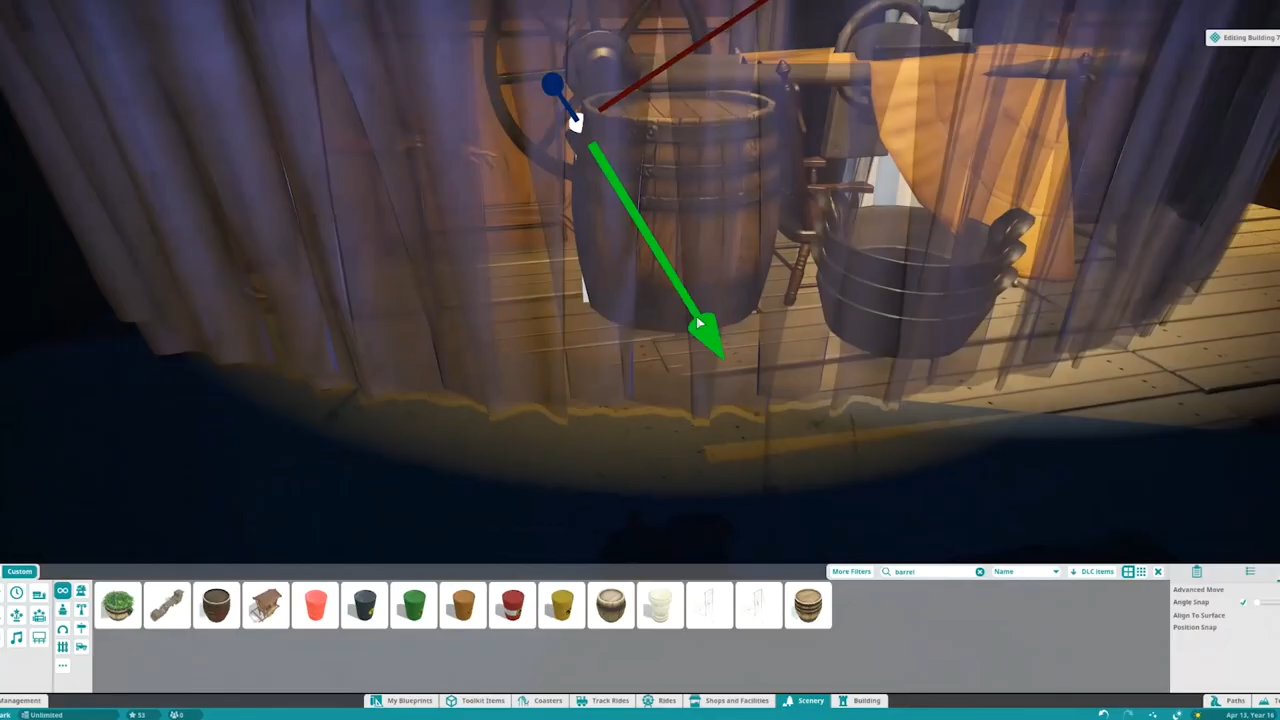 Editing Building 7
Custom
More Filters
barrel
Name
DLC Items
Advanced Move
Angle Snap
Align To Surface
Position Snap
Management
My Blueprints
Toolkit Items
Coasters
Track Rides
Rides
Shops and Facilities
Scenery
Building
Paths
Unlimited
53
0
Apr 13, Year 16